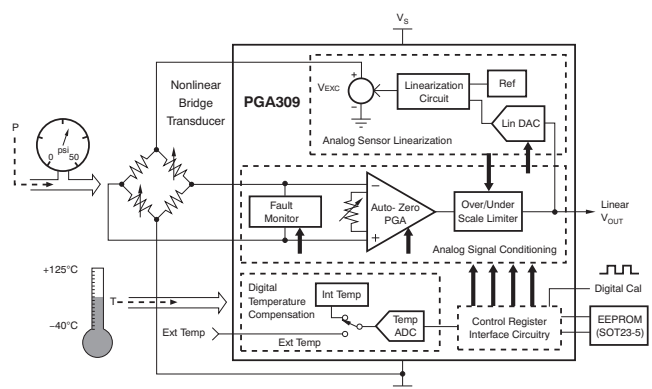 V_S
Nonlinear
Bridge
Transducer
PGA309
V_EXC
+
−
Linearization
Circuit
Ref
Lin DAC
Analog Sensor Linearization
P
psi
0 50
Fault
Monitor
−
+
Auto-Zero
PGA
Over/Under
Scale Limiter
Linear
V_OUT
Analog Signal Conditioning
+125°C
T
−40°C
Digital
Temperature
Compensation
Int Temp
Ext Temp
Ext Temp
Temp
ADC
Control Register
Interface Circuitry
Digital Cal
EEPROM
(SOT23-5)